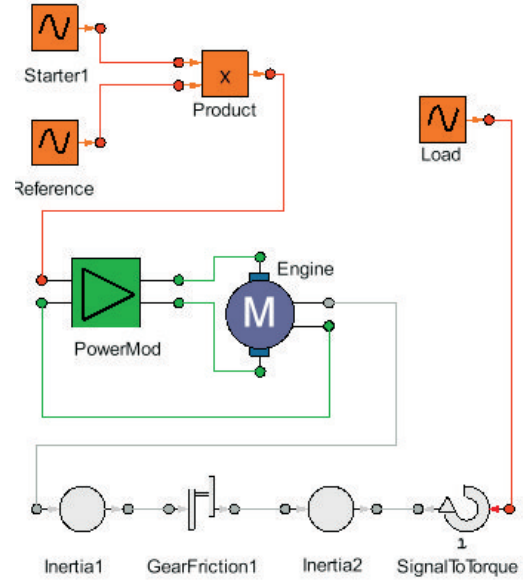 Starter1
x
Product
Reference
Load
Engine
M
PowerMod
1
Inertia1
GearFriction1
Inertia2
SignalToTorque